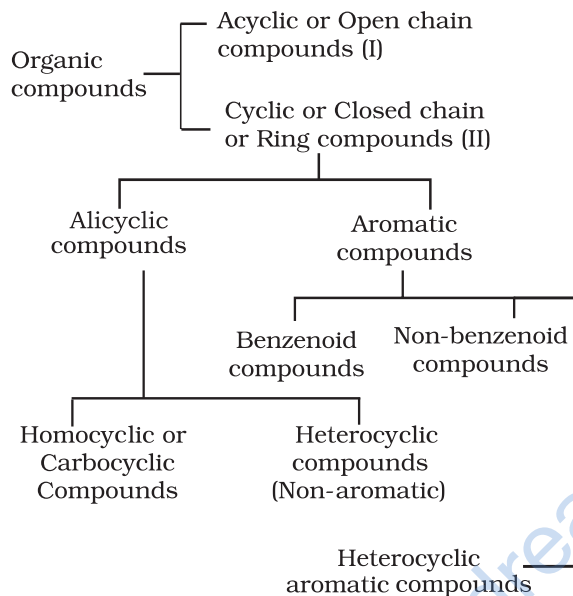 Acyclic or Open chain
compounds (I)
Organic
compounds
Cyclic or Closed chain
or Ring compounds (II)
Alicyclic
compounds
Aromatic
compounds
Benzenoid
compounds
Non-benzenoid
compounds
Homocyclic or
Carbocyclic
Compounds
Heterocyclic
compounds
(Non-aromatic)
Heterocyclic
aromatic compounds